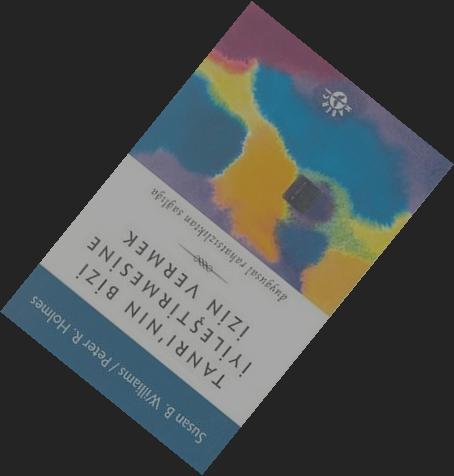 Susan B. Williams / Peter R. Holmes
TANRI'NIN BİZİ
İYİLEŞTİRMESİNE
İZİN VERMEK
duygusal rahatsızlıktan sağlığa